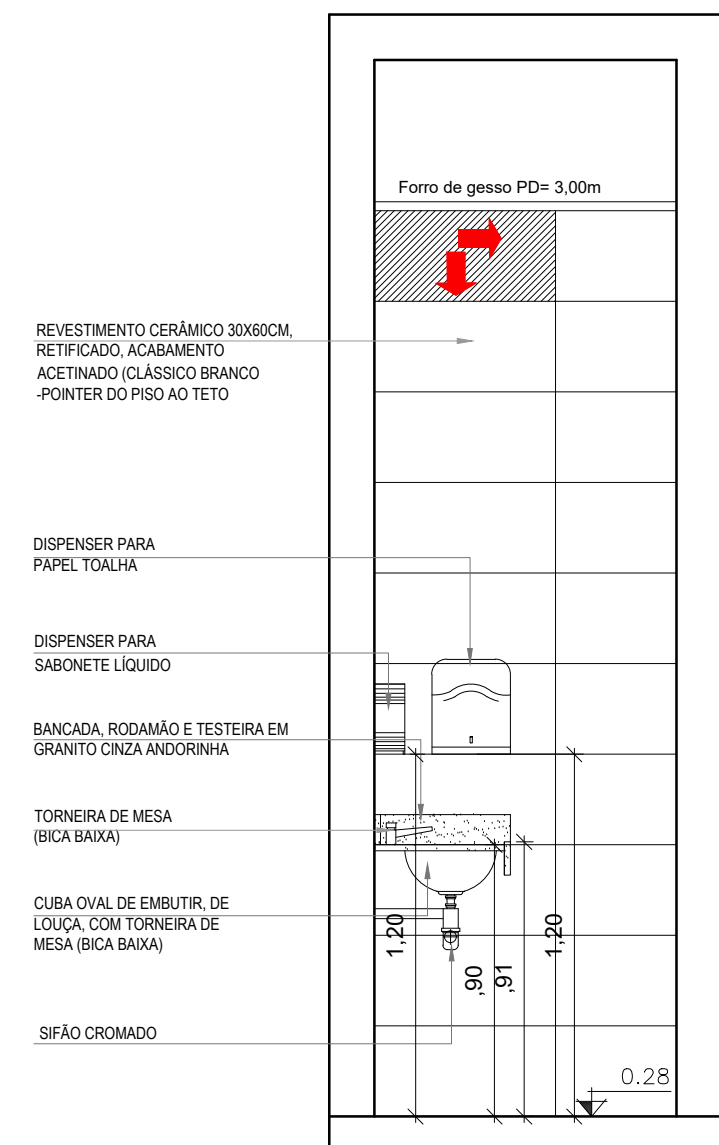 Forro de gesso PD= 3,00m
REVESTIMENTO CERÂMICO 30X60CM,
RETIFICADO, ACABAMENTO
ACETINADO (CLÁSSICO BRANCO
-POINTER DO PISO AO TETO
DISPENSER PARA
PAPEL TOALHA
DISPENSER PARA
SABONETE LÍQUIDO
BANCADA, RODAMÃO E TESTEIRA EM
GRANITO CINZA ANDORINHA
TORNEIRA DE MESA
(BICA BAIXA)
CUBA OVAL DE EMBUTIR, DE
LOUÇA, COM TORNEIRA DE
MESA (BICA BAIXA)
SIFÃO CROMADO
1,20
,90
,91
1,20
0.28